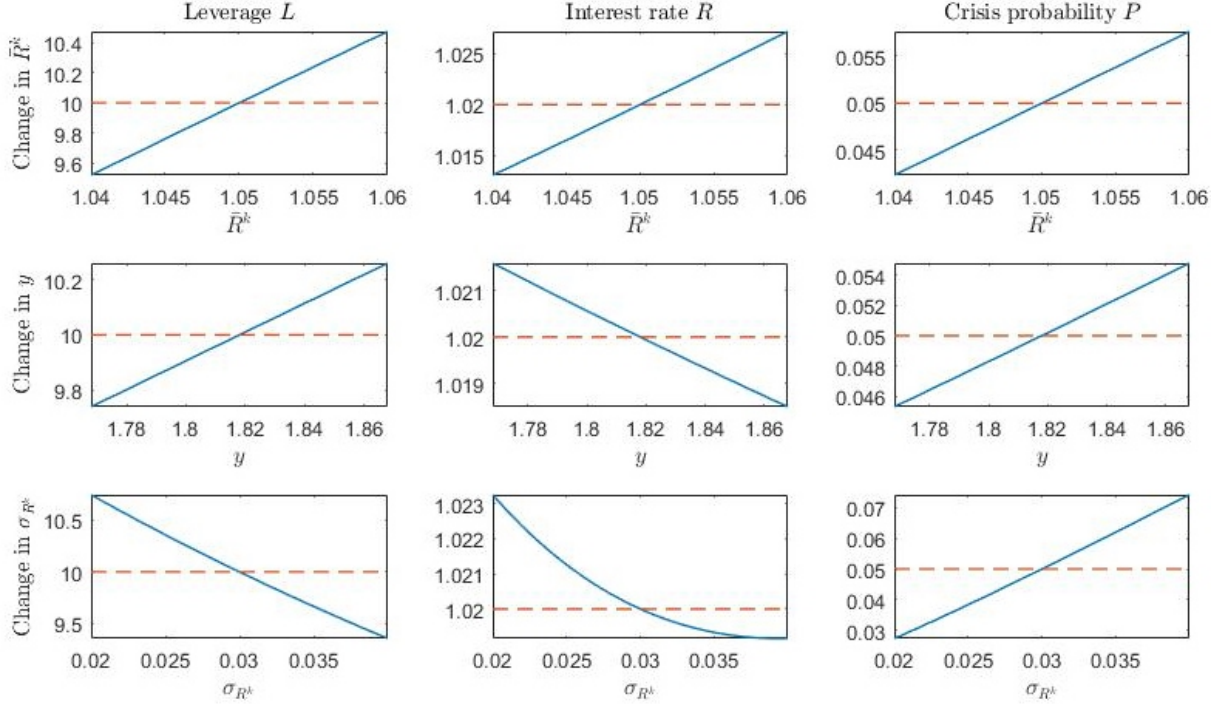 Leverage L Interest rate R Crisis probability P
Change in R̄ᵏ
10.4
10.2
10
9.8
9.6
1.04 1.045 1.05 1.055 1.06
R̄ᵏ
1.025
1.02
1.015
1.04 1.045 1.05 1.055 1.06
R̄ᵏ
0.055
0.05
0.045
1.04 1.045 1.05 1.055 1.06
R̄ᵏ
Change in y
10.2
10
9.8
1.78 1.8 1.82 1.84 1.86
y
1.021
1.02
1.019
1.78 1.8 1.82 1.84 1.86
y
0.054
0.052
0.05
0.048
0.046
1.78 1.8 1.82 1.84 1.86
y
Change in σ_{Rᵏ}
10.5
10
9.5
0.02 0.025 0.03 0.035
σ_{Rᵏ}
1.023
1.022
1.021
1.02
0.02 0.025 0.03 0.035
σ_{Rᵏ}
0.07
0.06
0.05
0.04
0.03
0.02 0.025 0.03 0.035
σ_{Rᵏ}